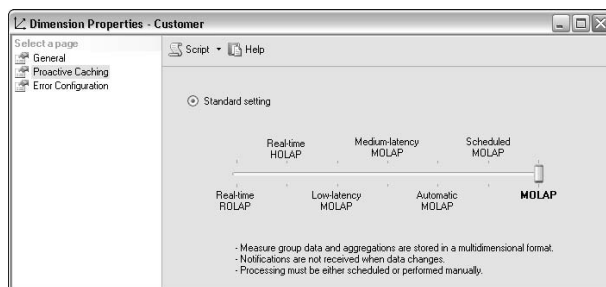 Dimension Properties - Customer
Select a page
General
Proactive Caching
Error Configuration
Script
Help
Standard setting
Real-time HOLAP
Medium-latency MOLAP
Scheduled MOLAP
Real-time ROLAP
Low-latency MOLAP
Automatic MOLAP
MOLAP
- Measure group data and aggregations are stored in a multidimensional format.
- Notifications are not received when data changes.
- Processing must be either scheduled or performed manually.